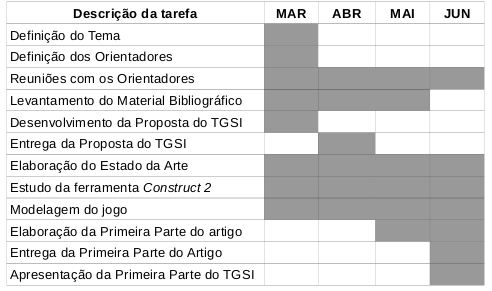 Descrição da tarefa MAR ABR MAI JUN
Definição do Tema
Definição dos Orientadores
Reuniões com os Orientadores
Levantamento do Material Bibliográfico
Desenvolvimento da Proposta do TGSI
Entrega da Proposta do TGSI
Elaboração do Estado da Arte
Estudo da ferramenta Construct 2
Modelagem do jogo
Elaboração da Primeira Parte do artigo
Entrega da Primeira Parte do Artigo
Apresentação da Primeira Parte do TGSI